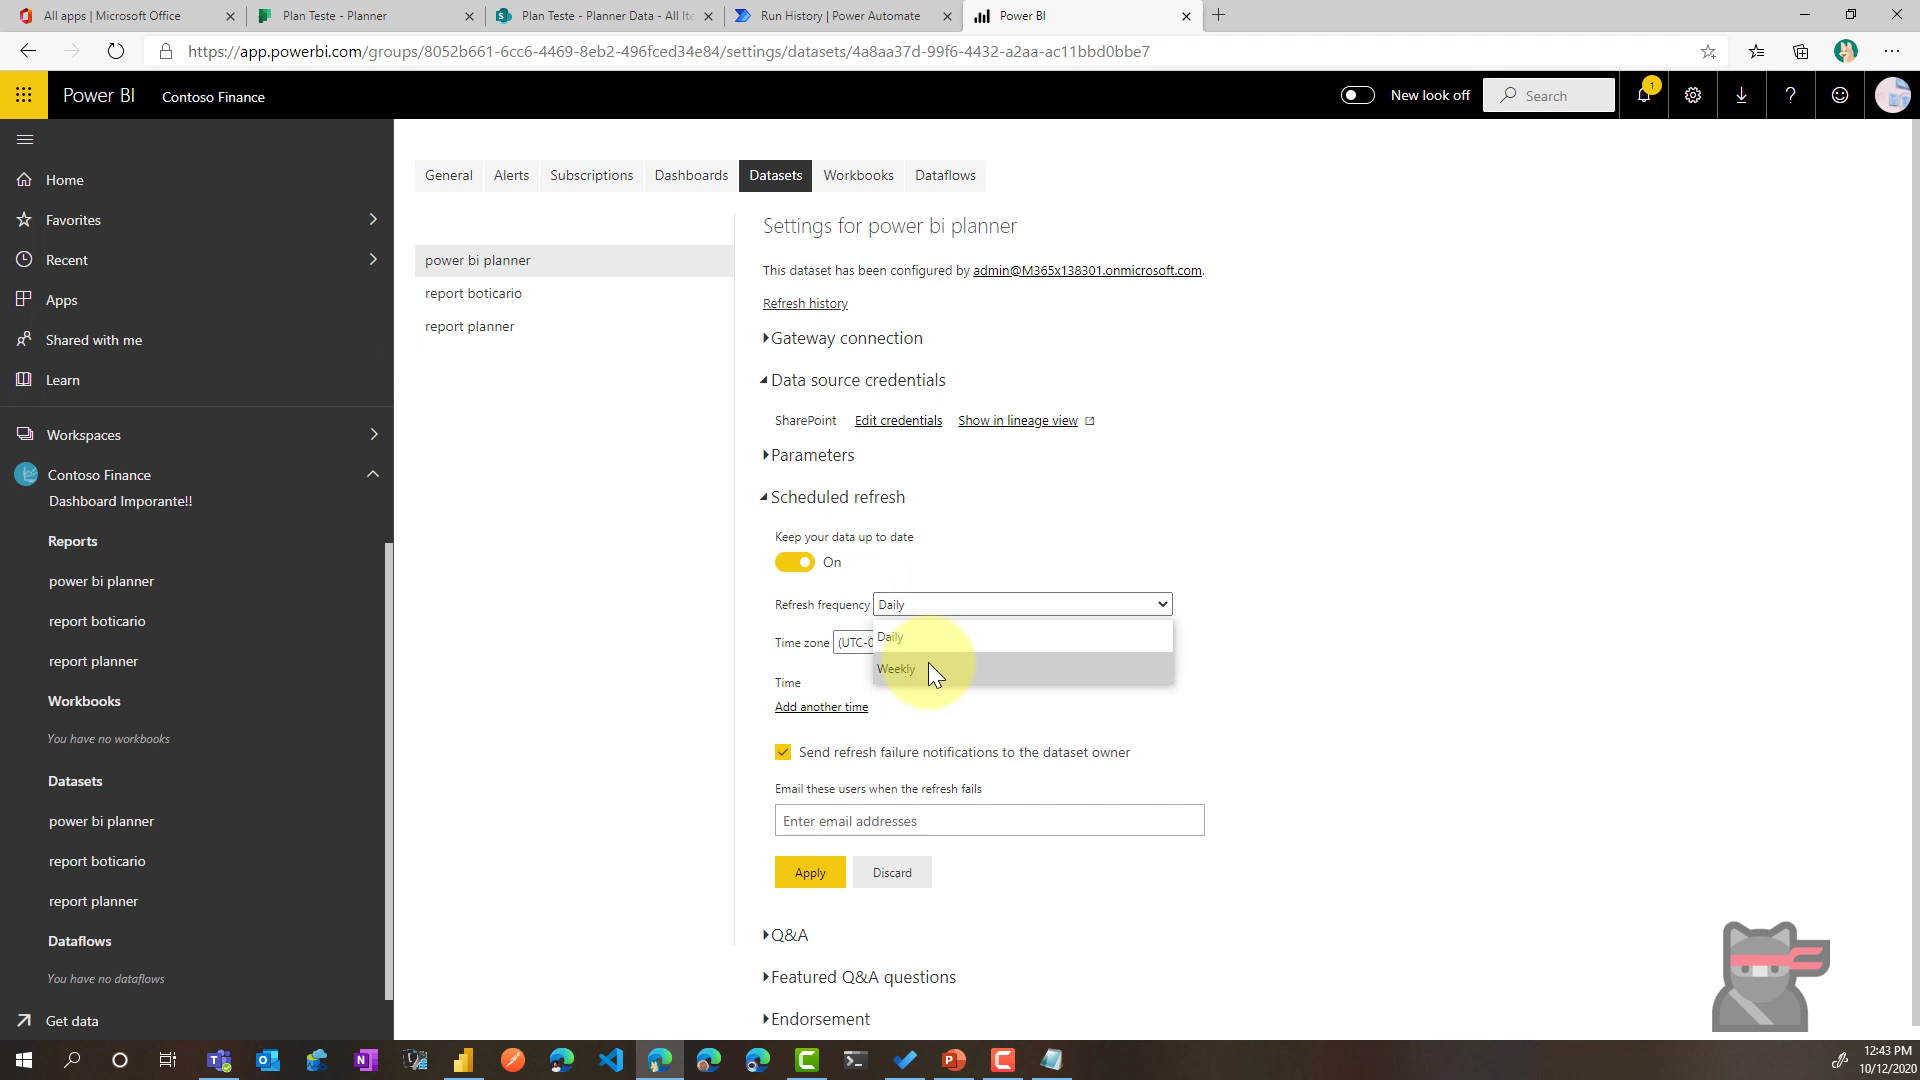 All apps | Microsoft Office
Plan Teste - Planner
Plan Teste - Planner Data - All Ite
Run History | Power Automate
Power BI
https://app.powerbi.com/groups/8052b661-6cc6-4469-8eb2-496fced34e84/settings/datasets/4a8aa37d-99f6-4432-a2aa-ac11bbd0bbe7
Power BI
Contoso Finance
New look off
Search
1
Home
Favorites
Recent
Apps
Shared with me
Learn
Workspaces
Contoso Finance
Dashboard Imporante!!
Reports
power bi planner
report boticario
report planner
Workbooks
You have no workbooks
Datasets
power bi planner
report boticario
report planner
Dataflows
You have no dataflows
Get data
General
Alerts
Subscriptions
Dashboards
Datasets
Workbooks
Dataflows
power bi planner
report boticario
report planner
Settings for power bi planner
This dataset has been configured by admin@M365x138301.onmicrosoft.com.
Refresh history
Gateway connection
Data source credentials
SharePoint
Edit credentials
Show in lineage view
Parameters
Scheduled refresh
Keep your data up to date
On
Refresh frequency
Daily
Daily
Time zone
(UTC-0
Weekly
Time
Add another time
Send refresh failure notifications to the dataset owner
Email these users when the refresh fails
Enter email addresses
Apply
Discard
Q&A
Featured Q&A questions
Endorsement
12:43 PM
10/12/2020